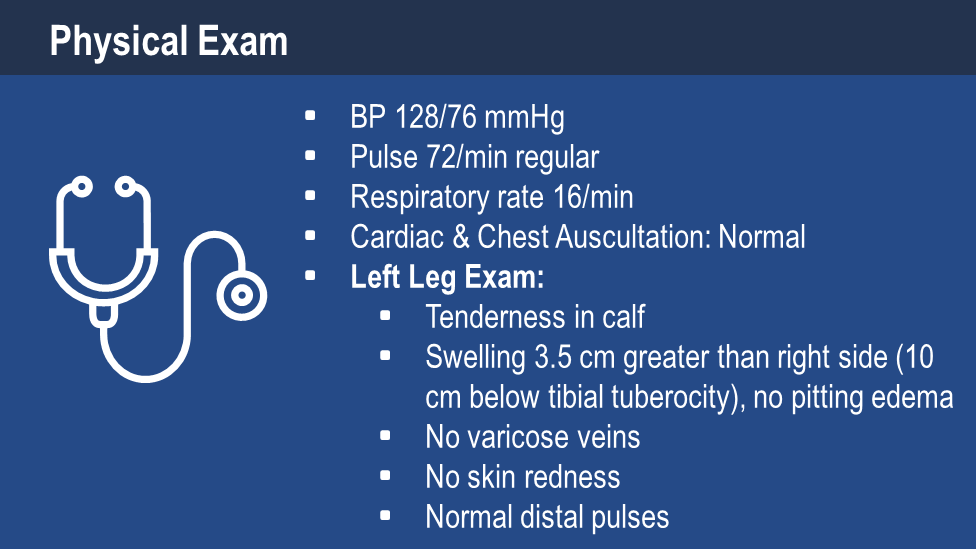 Physical Exam
▪ BP 128/76 mmHg
▪ Pulse 72/min regular
▪ Respiratory rate 16/min
▪ Cardiac & Chest Auscultation: Normal
▪ Left Leg Exam:
▪ Tenderness in calf
▪ Swelling 3.5 cm greater than right side (10
cm below tibial tuberocity), no pitting edema
▪ No varicose veins
▪ No skin redness
▪ Normal distal pulses